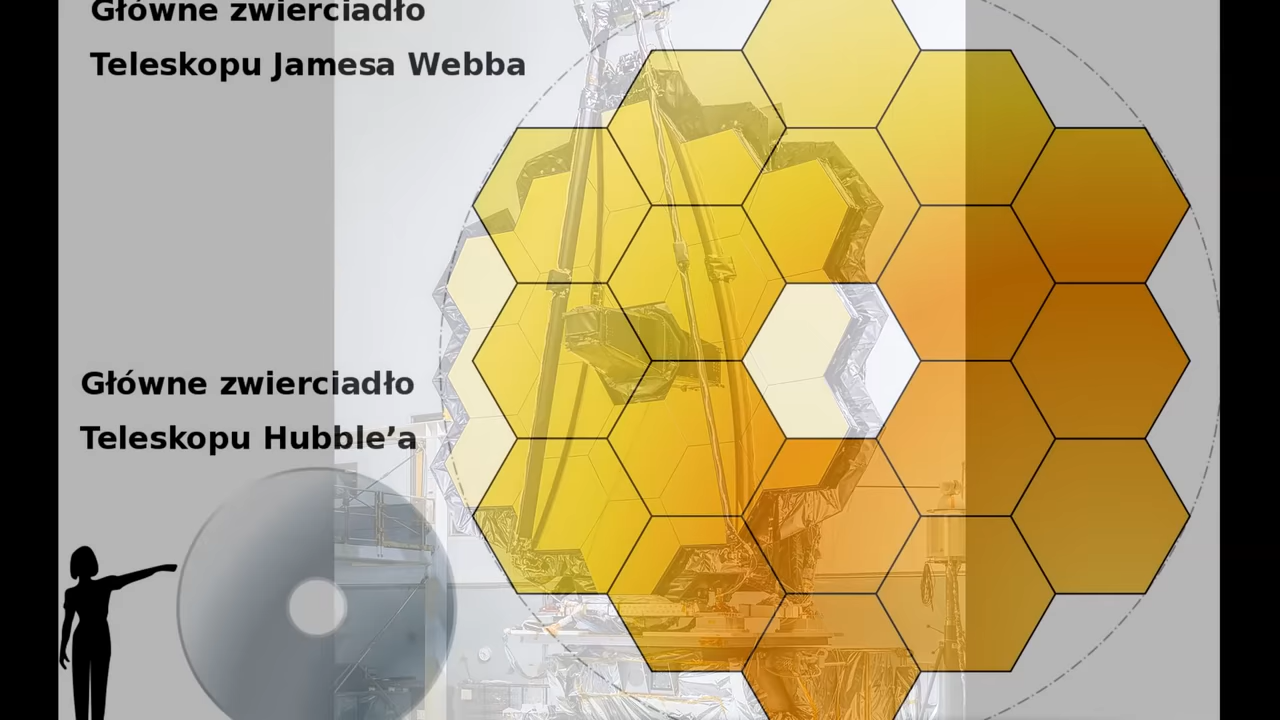 Główne zwierciadło
Teleskopu Jamesa Webba
Główne zwierciadło
Teleskopu Hubble’a